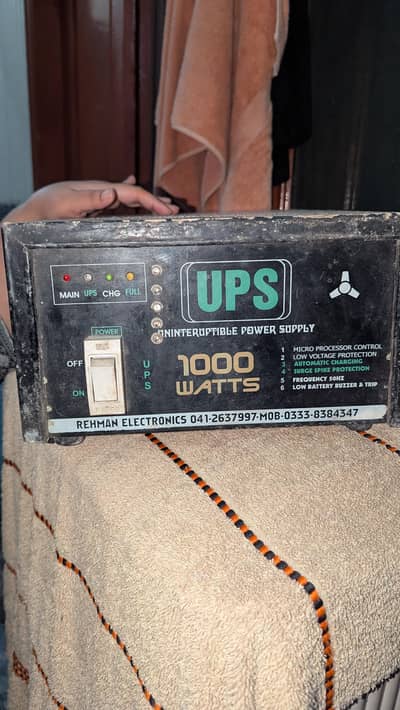 UPS
UNINTERUPTIBLE POWER SUPPLY
MAIN UPS CHG FULL
POWER
OFF
ON
UPS
1000
WATTS
1 MICRO PROCESSOR CONTROL
2 LOW VOLTAGE PROTECTION
3 AUTOMATIC CHARGING
4 SURGE SPIKE PROTECTION
5 FREQUENCY 50HZ
6 LOW BATTERY BUZZER & TRIP
REHMAN ELECTRONICS 041-2637997-MOB-0333-8384347